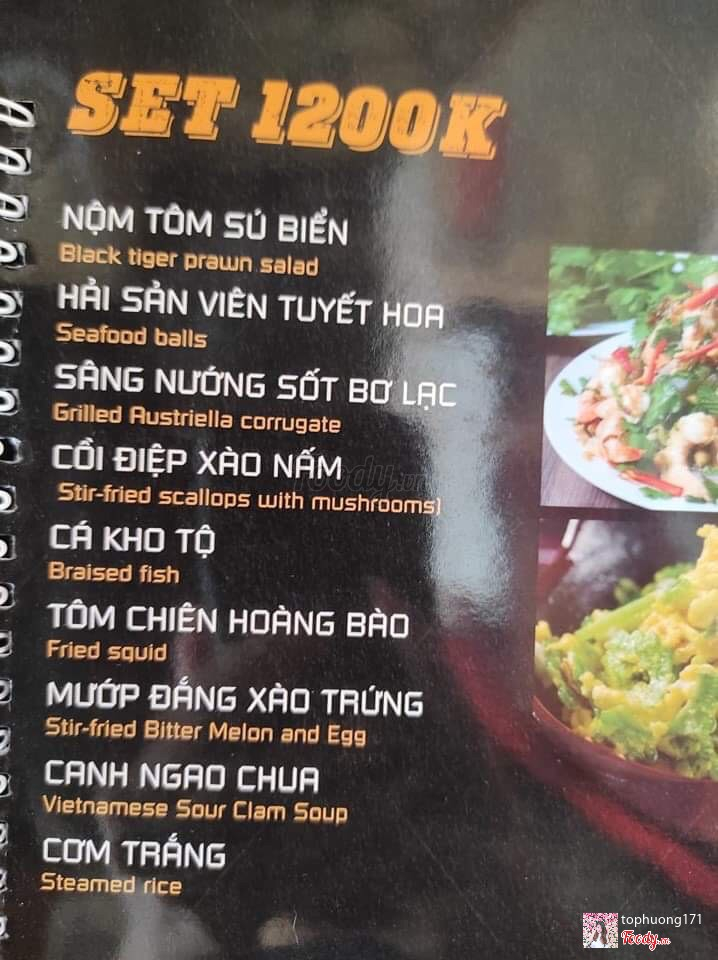 SET 1200K
NỘM TÔM SÚ BIỂN
Black tiger prawn salad
HẢI SẢN VIÊN TUYẾT HOA
Seafood balls
SÂNG NƯỚNG SỐT BƠ LẠC
Grilled Austriella corrugate
CỒI ĐIỆP XÀO NẤM
Stir-fried scallops with mushrooms)
CÁ KHO TỘ
Braised fish
TÔM CHIÊN HOÀNG BÀO
Fried squid
MƯỚP ĐẮNG XÀO TRỨNG
Stir-fried Bitter Melon and Egg
CANH NGAO CHUA
Vietnamese Sour Clam Soup
CƠM TRẮNG
Steamed rice
tophuong171
Foody.vn